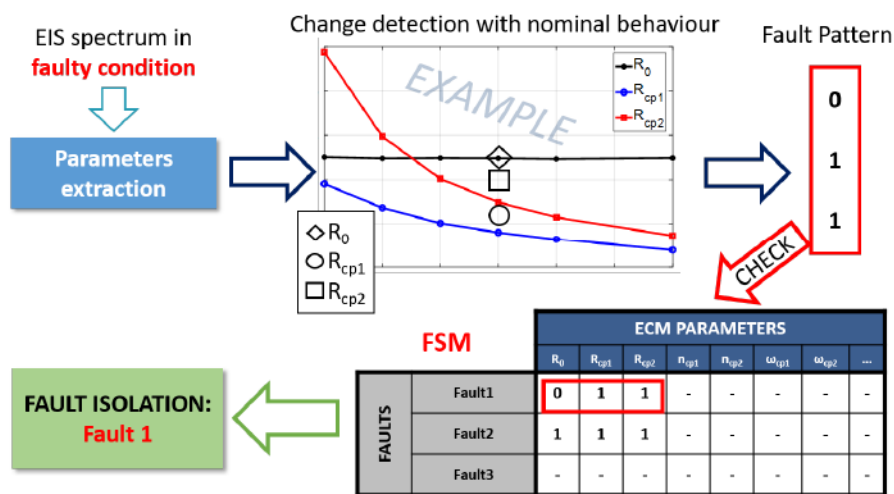 EIS spectrum in
faulty condition
Change detection with nominal behaviour
Fault Pattern
EXAMPLE
R0
Rcp1
Rcp2
0
1
1
Parameters
extraction
R0
Rcp1
Rcp2
CHECK
FSM
ECM PARAMETERS
R0 Rcp1 Rcp2 ncp1 ncp2 ωcp1 ωcp2 ...
FAULTS
Fault1 0 1 1 - - - - -
Fault2 1 1 1 - - - - -
Fault3 - - - - - - - -
FAULT ISOLATION:
Fault 1